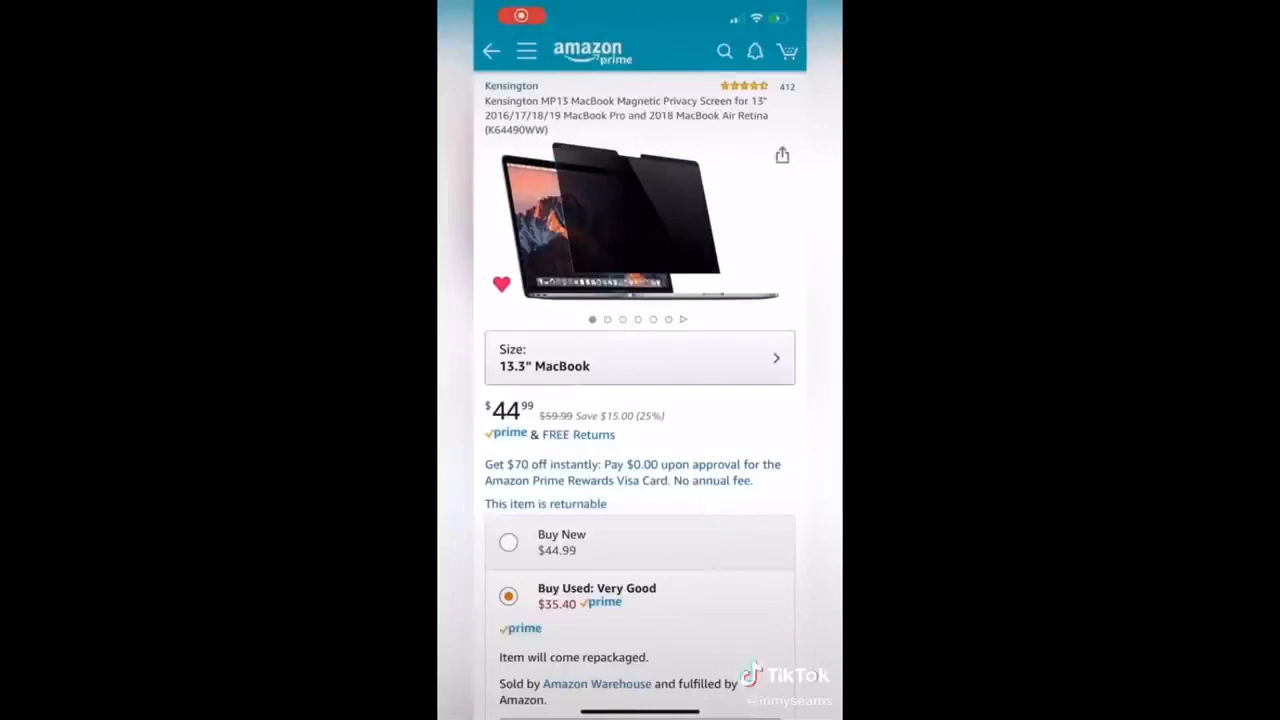 amazon
prime
Kensington
412
Kensington MP13 MacBook Magnetic Privacy Screen for 13"
2016/17/18/19 MacBook Pro and 2018 MacBook Air Retina
(K64490WW)
Size:
13.3" MacBook
$44.99 $59.99 Save $15.00 (25%)
prime & FREE Returns
Get $70 off instantly: Pay $0.00 upon approval for the
Amazon Prime Rewards Visa Card. No annual fee.
This item is returnable
Buy New
$44.99
Buy Used: Very Good
$35.40 prime
prime
Item will come repackaged.
Sold by Amazon Warehouse and fulfilled by
Amazon.
TikTok
@inmyseams